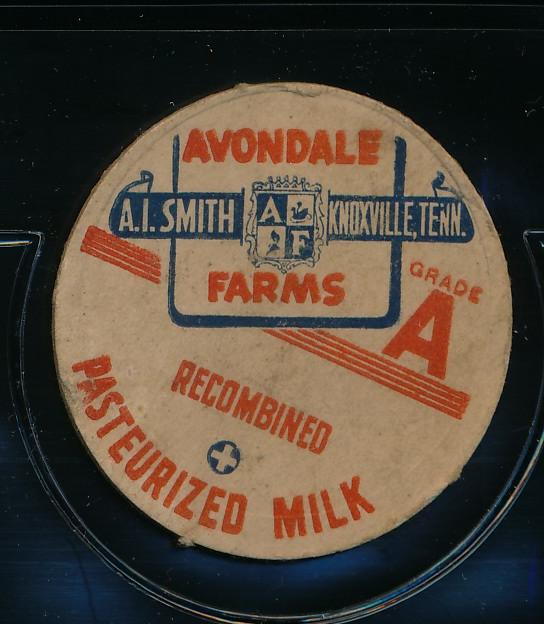 AVONDALE
A.I. SMITH KNOXVILLE, TENN.
A
F
FARMS
GRADE
A
RECOMBINED
PASTEURIZED MILK